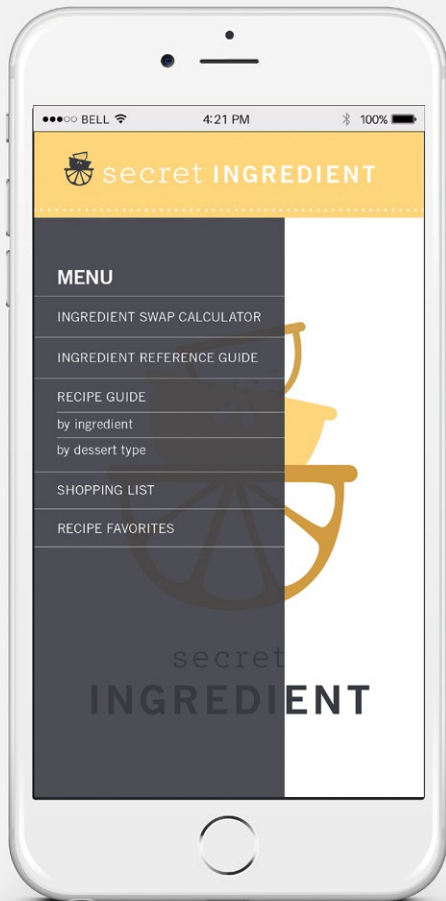 BELL 4:21 PM 100%
secret INGREDIENT
MENU
INGREDIENT SWAP CALCULATOR
INGREDIENT REFERENCE GUIDE
RECIPE GUIDE
by ingredient
by dessert type
SHOPPING LIST
RECIPE FAVORITES
secret
INGREDIENT